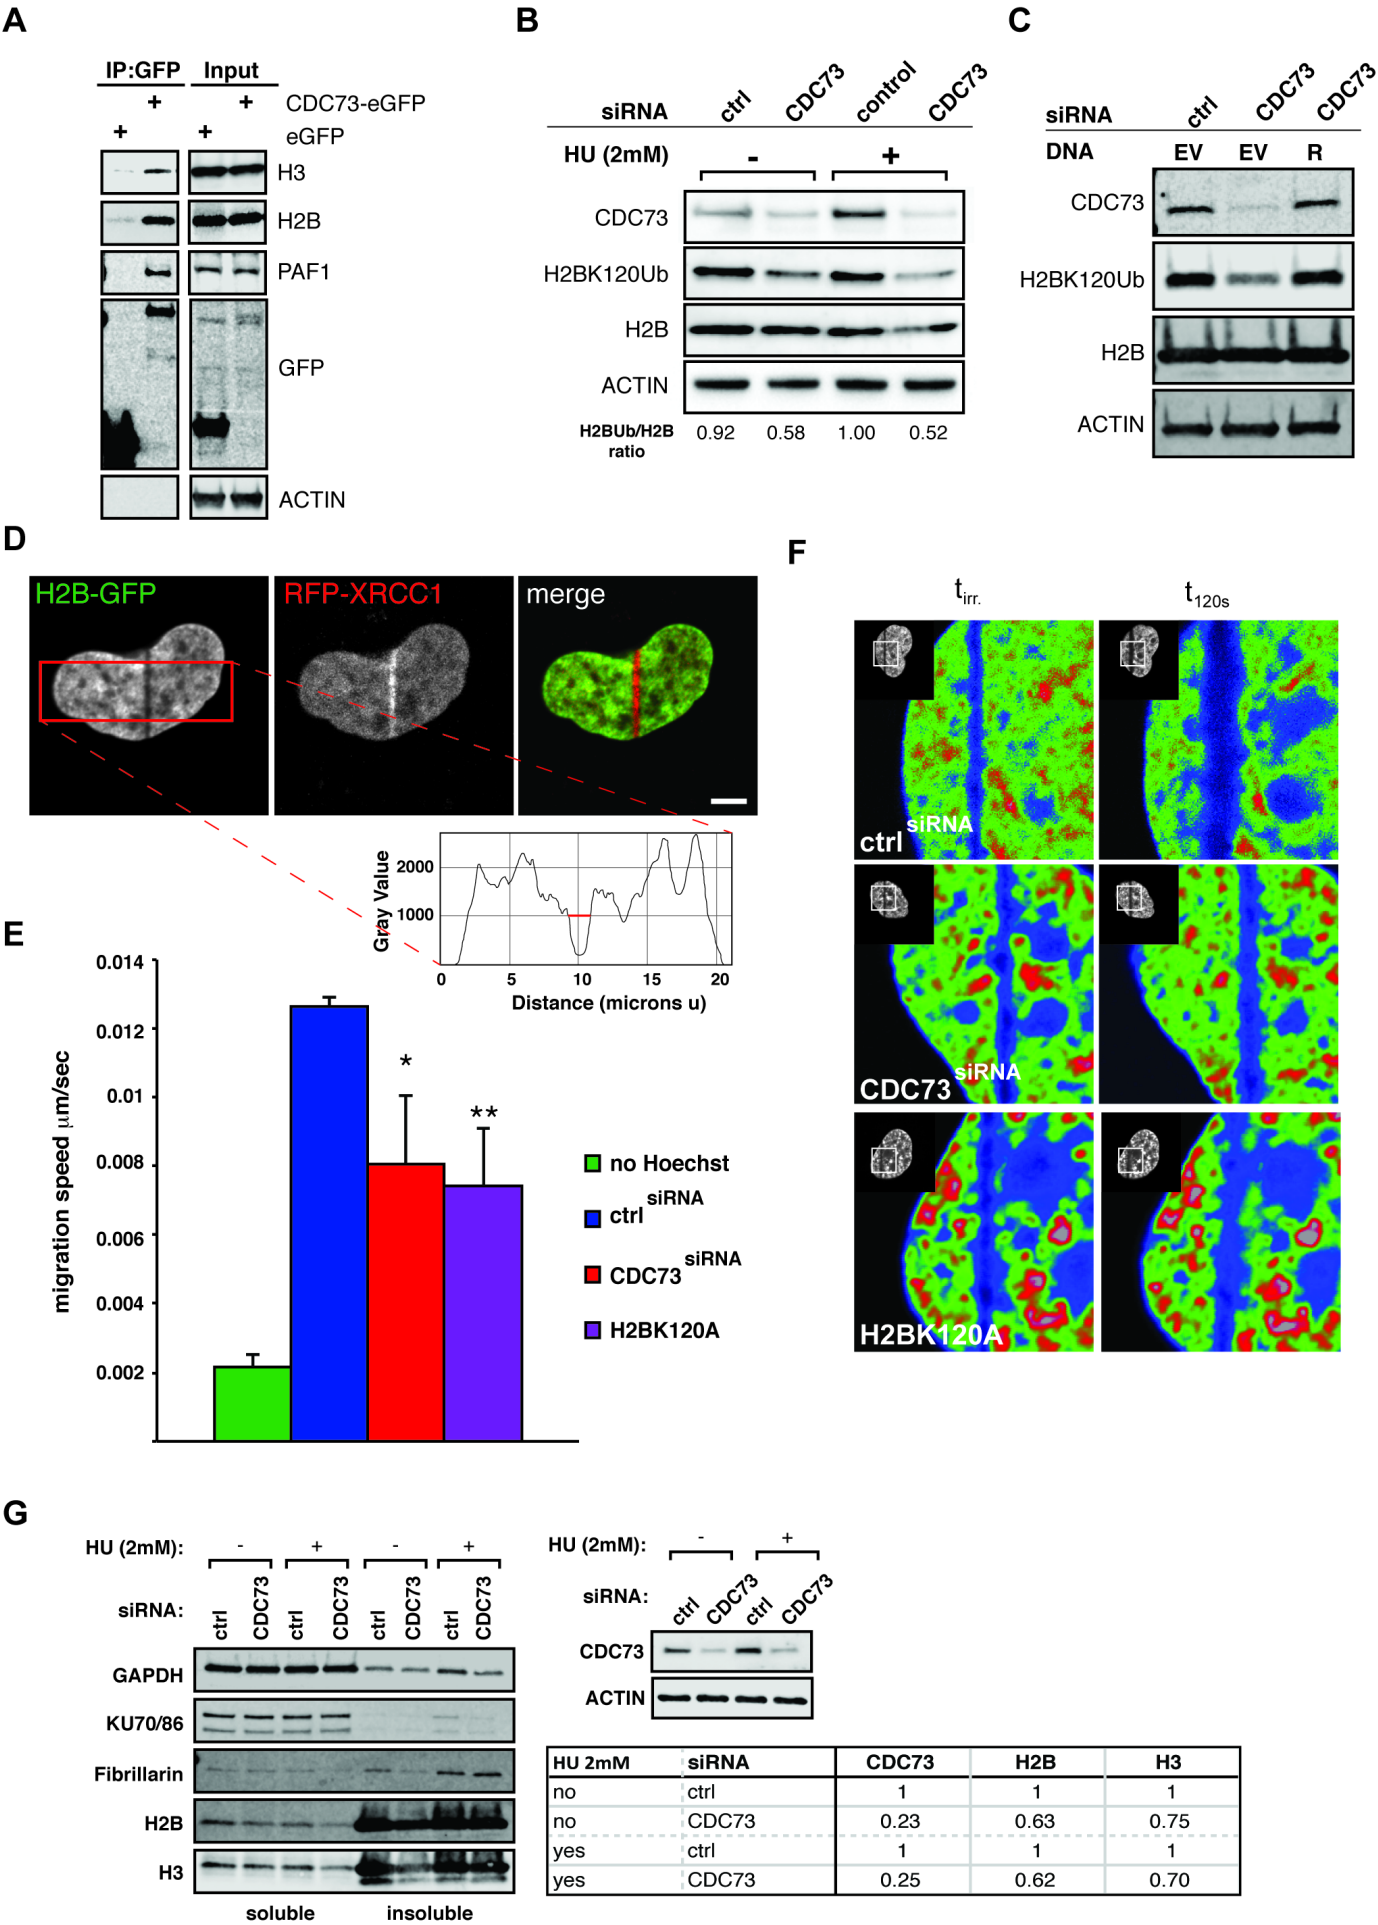 A
IP:GFP Input
+ + CDC73-eGFP
+ + eGFP
H3
H2B
PAF1
GFP
ACTIN
B
siRNA ctrl CDC73 control CDC73
HU (2mM) - +
CDC73
H2BK120Ub
H2B
ACTIN
H2BUb/H2B 0.92 0.58 1.00 0.52
ratio
C
siRNA ctrl CDC73 CDC73
DNA EV EV R
CDC73
H2BK120Ub
H2B
ACTIN
D
H2B-GFP RFP-XRCC1 merge
Gray Value
2000
1000
0 5 10 15 20
Distance (microns u)
E
migration speed µm/sec
0.014
0.012
0.01
0.008
0.006
0.004
0.002
*
**
no Hoechst
ctrl siRNA
CDC73 siRNA
H2BK120A
F
tirr. t120s
ctrl siRNA
CDC73 siRNA
H2BK120A
G
HU (2mM): - + - +
siRNA: ctrl CDC73 ctrl CDC73 ctrl CDC73 ctrl CDC73
GAPDH
KU70/86
Fibrillarin
H2B
H3
soluble insoluble
HU (2mM): - +
siRNA: ctrl CDC73 ctrl CDC73
CDC73
ACTIN
HU 2mM siRNA CDC73 H2B H3
no ctrl 1 1 1
no CDC73 0.23 0.63 0.75
yes ctrl 1 1 1
yes CDC73 0.25 0.62 0.70